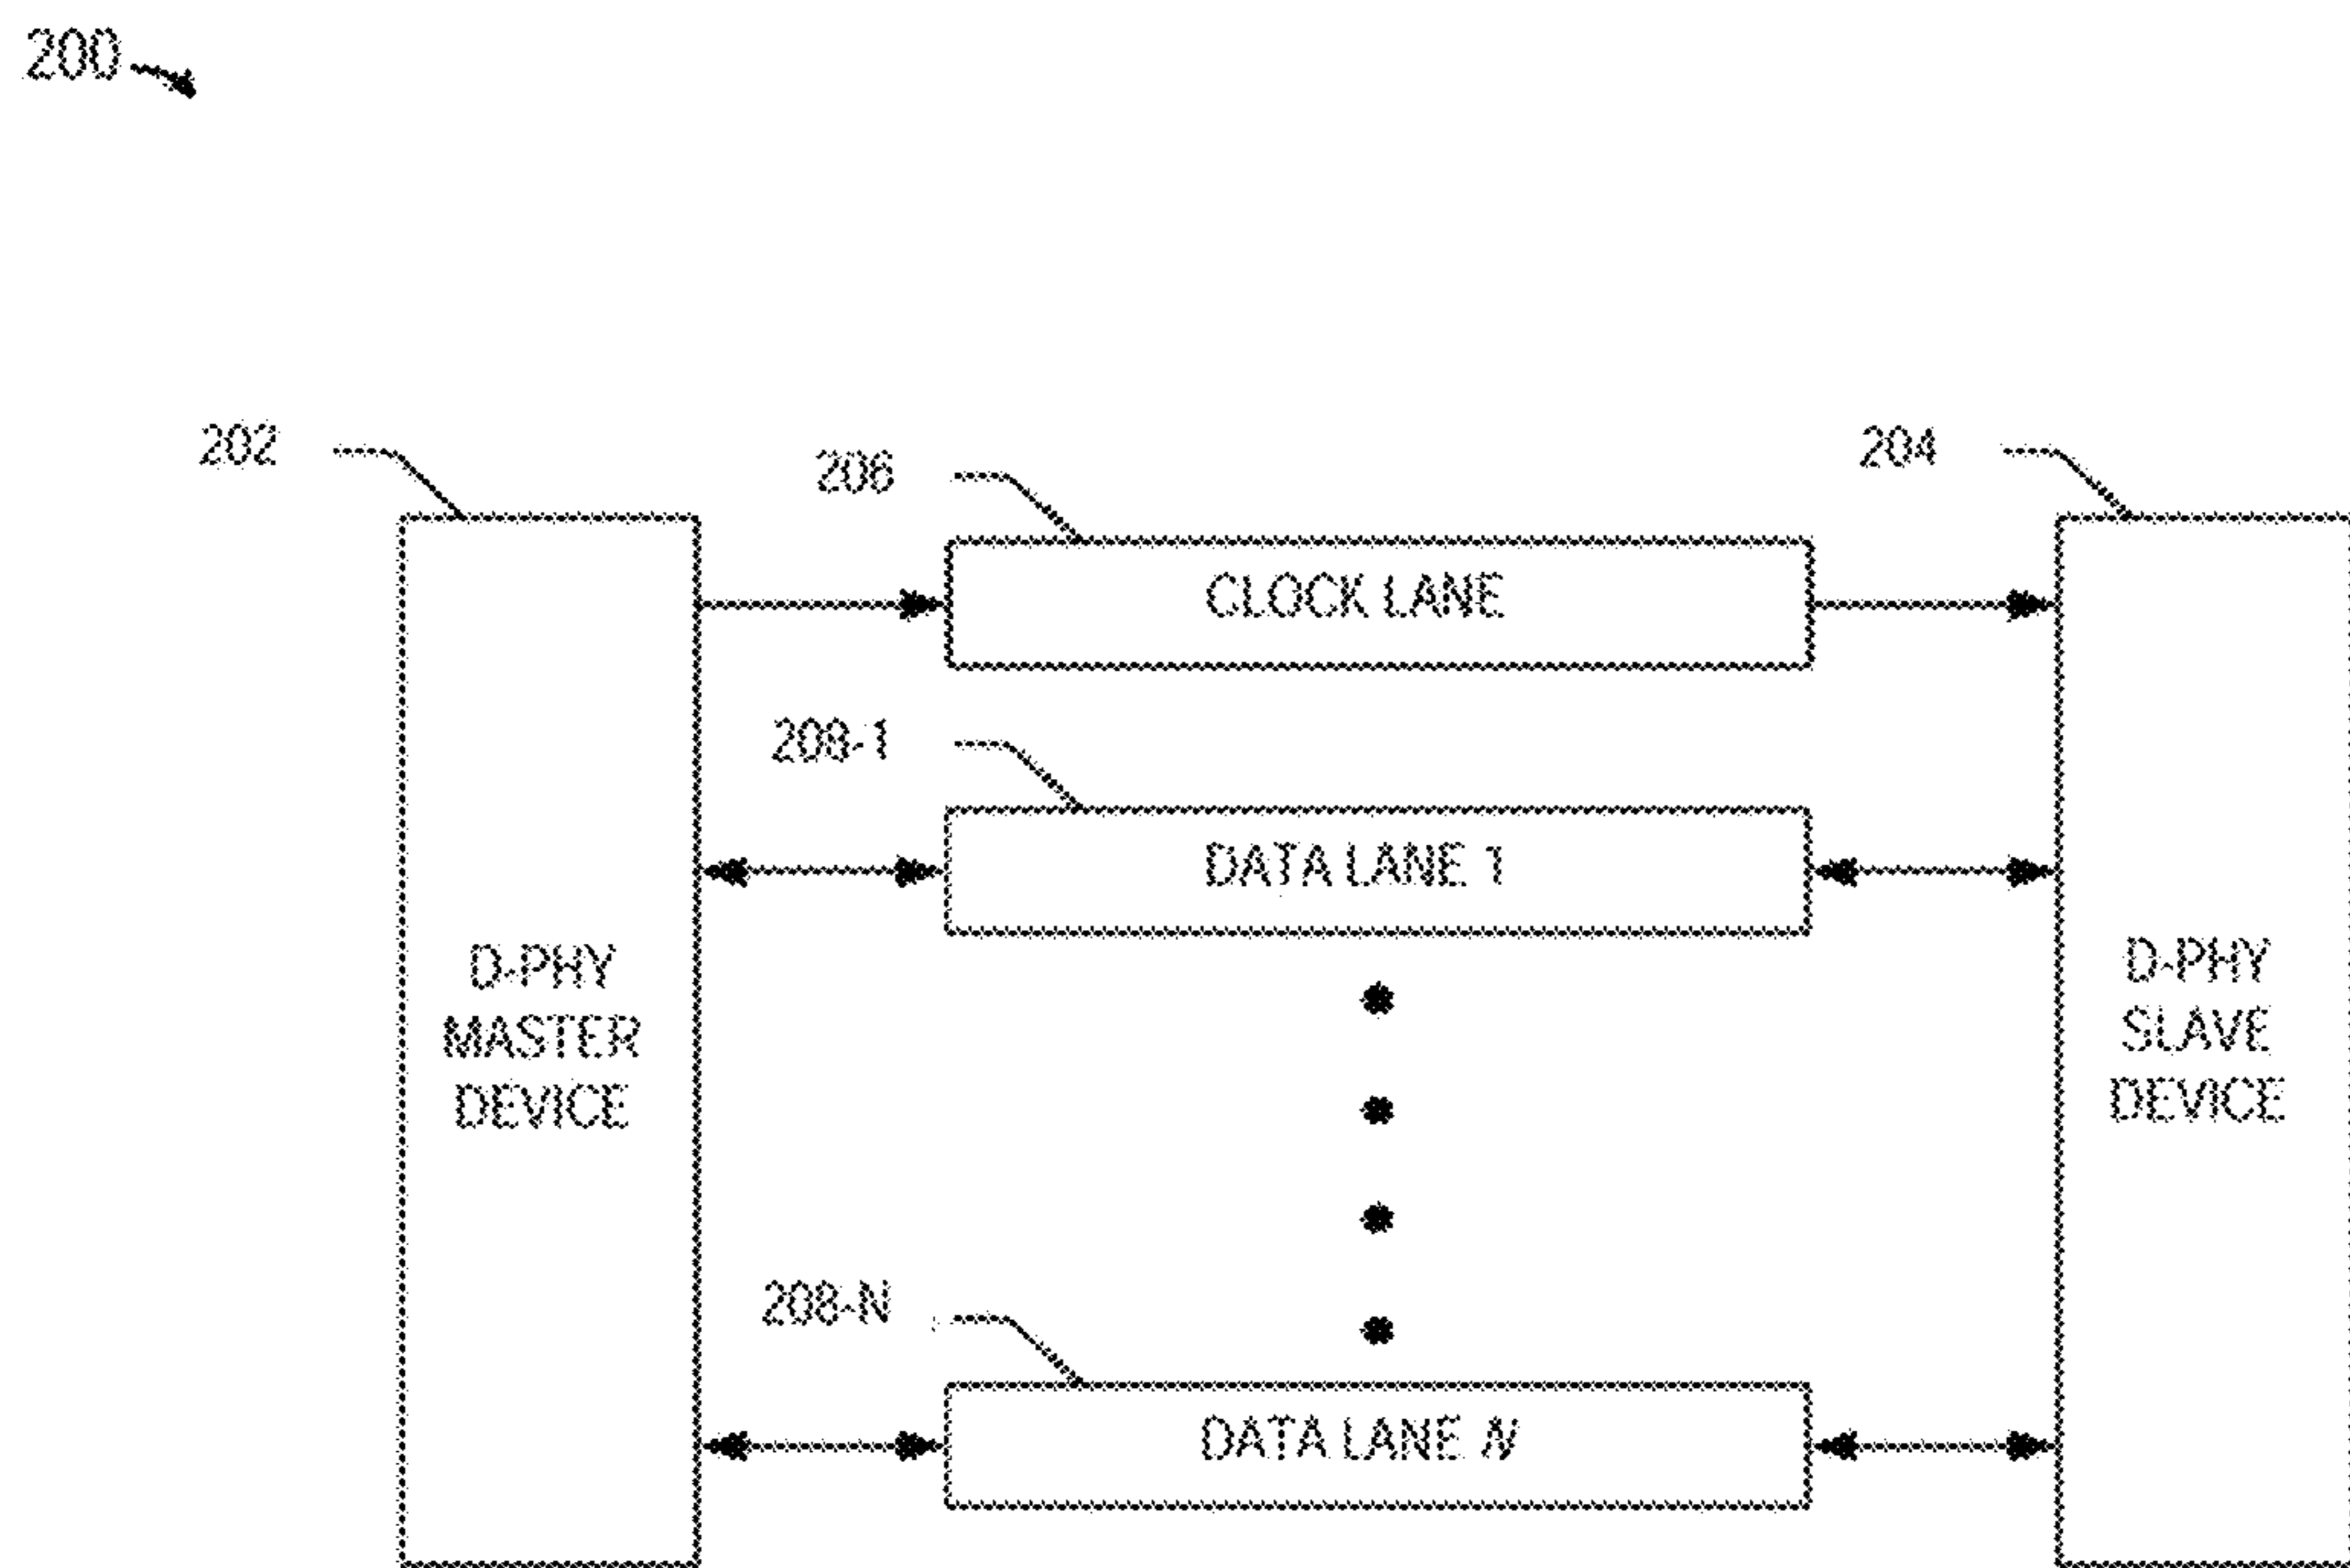 200
202
206
204
CLOCK LANE
208-1
DATA LANE 1
D-PHY
MASTER
DEVICE
D-PHY
SLAVE
DEVICE
208-N
DATA LANE N